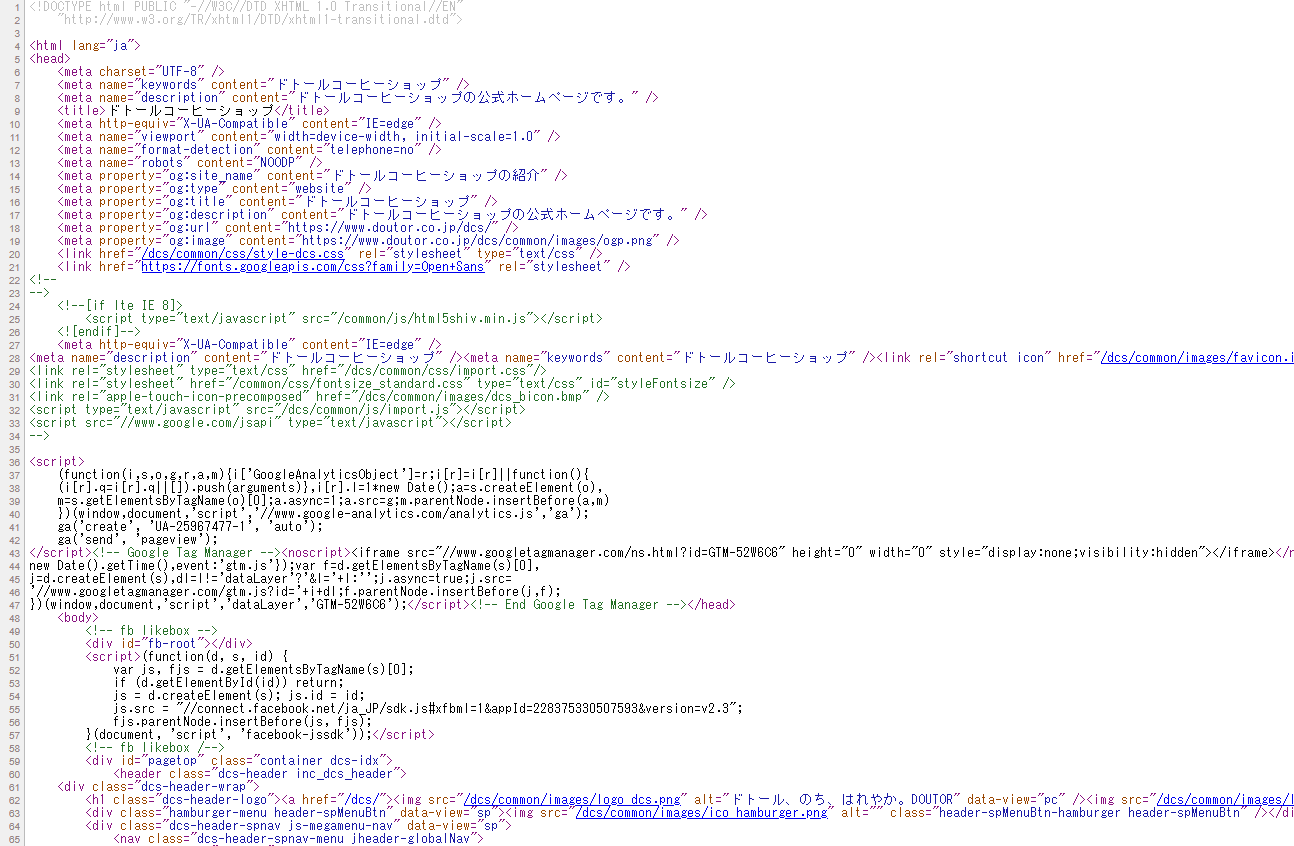 1 <!DOCTYPE html PUBLIC "-//W3C//DTD XHTML 1.0 Transitional//EN"
2     "http://www.w3.org/TR/xhtml1/DTD/xhtml1-transitional.dtd">
3
4 <html lang="ja">
5 <head>
6     <meta charset="UTF-8" />
7     <meta name="keywords" content="ドトールコーヒーショップ" />
8     <meta name="description" content="ドトールコーヒーショップの公式ホームページです。" />
9     <title>ドトールコーヒーショップ</title>
10     <meta http-equiv="X-UA-Compatible" content="IE=edge" />
11     <meta name="viewport" content="width=device-width, initial-scale=1.0" />
12     <meta name="format-detection" content="telephone=no" />
13     <meta name="robots" content="NOODP" />
14     <meta property="og:site_name" content="ドトールコーヒーショップの紹介" />
15     <meta property="og:type" content="website" />
16     <meta property="og:title" content="ドトールコーヒーショップ" />
17     <meta property="og:description" content="ドトールコーヒーショップの公式ホームページです。" />
18     <meta property="og:url" content="https://www.doutor.co.jp/dcs/" />
19     <meta property="og:image" content="https://www.doutor.co.jp/dcs/common/images/ogp.png" />
20     <link href="/dcs/common/css/style-dcs.css" rel="stylesheet" type="text/css" />
21     <link href="https://fonts.googleapis.com/css?family=Open+Sans" rel="stylesheet" />
22 <!--
23 -->
24     <!--[if lte IE 8]>
25         <script type="text/javascript" src="/common/js/html5shiv.min.js"></script>
26     <![endif]-->
27     <meta http-equiv="X-UA-Compatible" content="IE=edge" />
28 <meta name="description" content="ドトールコーヒーショップ" /><meta name="keywords" content="ドトールコーヒーショップ" /><link rel="shortcut icon" href="/dcs/common/images/favicon.i
29 <link rel="stylesheet" type="text/css" href="/dcs/common/css/import.css"/>
30 <link rel="stylesheet" href="/common/css/fontsize_standard.css" type="text/css" id="styleFontsize" />
31 <link rel="apple-touch-icon-precomposed" href="/dcs/common/images/dcs_bicon.bmp" />
32 <script type="text/javascript" src="/dcs/common/js/import.js"></script>
33 <script src="//www.google.com/jsapi" type="text/javascript"></script>
34 -->
35
36 <script>
37     (function(i,s,o,g,r,a,m){i['GoogleAnalyticsObject']=r;i[r]=i[r]||function(){
38     (i[r].q=i[r].q||[]).push(arguments)},i[r].l=1*new Date();a=s.createElement(o),
39     m=s.getElementsByTagName(o)[0];a.async=1;a.src=g;m.parentNode.insertBefore(a,m)
40     })(window,document,'script','//www.google-analytics.com/analytics.js','ga');
41     ga('create', 'UA-25967477-1', 'auto');
42     ga('send', 'pageview');
43 </script><!-- Google Tag Manager --><noscript><iframe src="//www.googletagmanager.com/ns.html?id=GTM-52W6C6" height="0" width="0" style="display:none;visibility:hidden"></iframe></n
44 new Date().getTime(),event:'gtm.js'});var f=d.getElementsByTagName(s)[0],
45 j=d.createElement(s),dl=l!='dataLayer'?'&l='+l:'';j.async=true;j.src=
46 '//www.googletagmanager.com/gtm.js?id='+i+dl;f.parentNode.insertBefore(j,f);
47 })(window,document,'script','dataLayer','GTM-52W6C6');</script><!-- End Google Tag Manager --></head>
48     <body>
49         <!-- fb likebox -->
50         <div id="fb-root"></div>
51         <script>(function(d, s, id) {
52             var js, fjs = d.getElementsByTagName(s)[0];
53             if (d.getElementById(id)) return;
54             js = d.createElement(s); js.id = id;
55             js.src = "//connect.facebook.net/ja_JP/sdk.js#xfbml=1&appId=228375330507593&version=v2.3";
56             fjs.parentNode.insertBefore(js, fjs);
57         }(document, 'script', 'facebook-jssdk'));</script>
58         <!-- fb likebox /-->
59         <div id="pagetop" class="container dcs-idx">
60             <header class="dcs-header inc_dcs_header">
61     <div class="dcs-header-wrap">
62         <h1 class="dcs-header-logo"><a href="/dcs/"><img src="/dcs/common/images/logo_dcs.png" alt="ドトール、のち、はれやか。DOUTOR" data-view="pc" /><img src="/dcs/common/images/l
63         <div class="hamburger-menu header-spMenuBtn" data-view="sp"><img src="/dcs/common/images/ico_hamburger.png" alt="" class="header-spMenuBtn-hamburger header-spMenuBtn" /></di
64         <div class="dcs-header-spnav js-megamenu-nav" data-view="sp">
65             <nav class="dcs-header-spnav-menu jheader-globalNav">